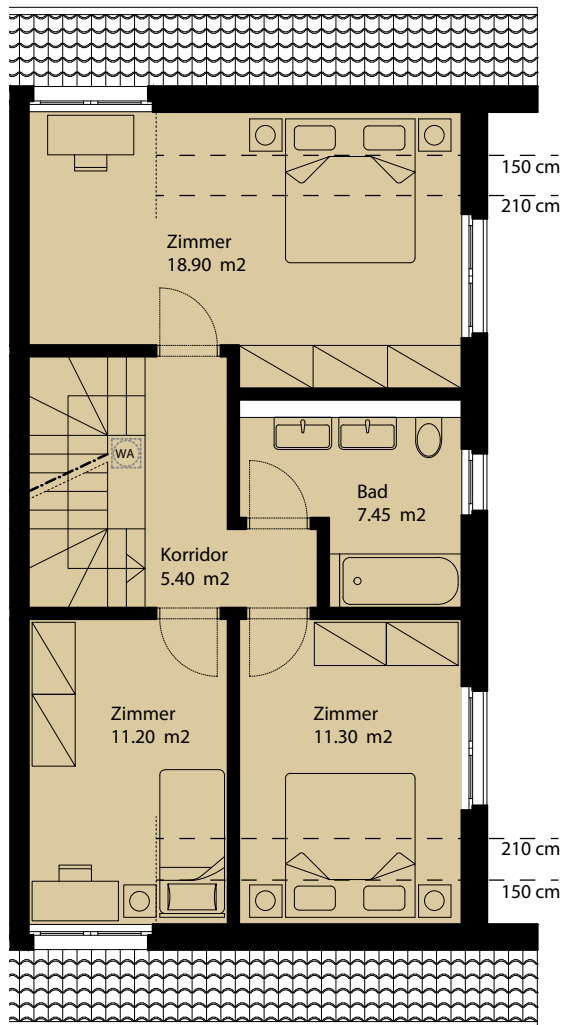 150 cm
210 cm
Zimmer
18.90 m2
WA
Bad
7.45 m2
Korridor
5.40 m2
Zimmer
11.20 m2
Zimmer
11.30 m2
210 cm
150 cm